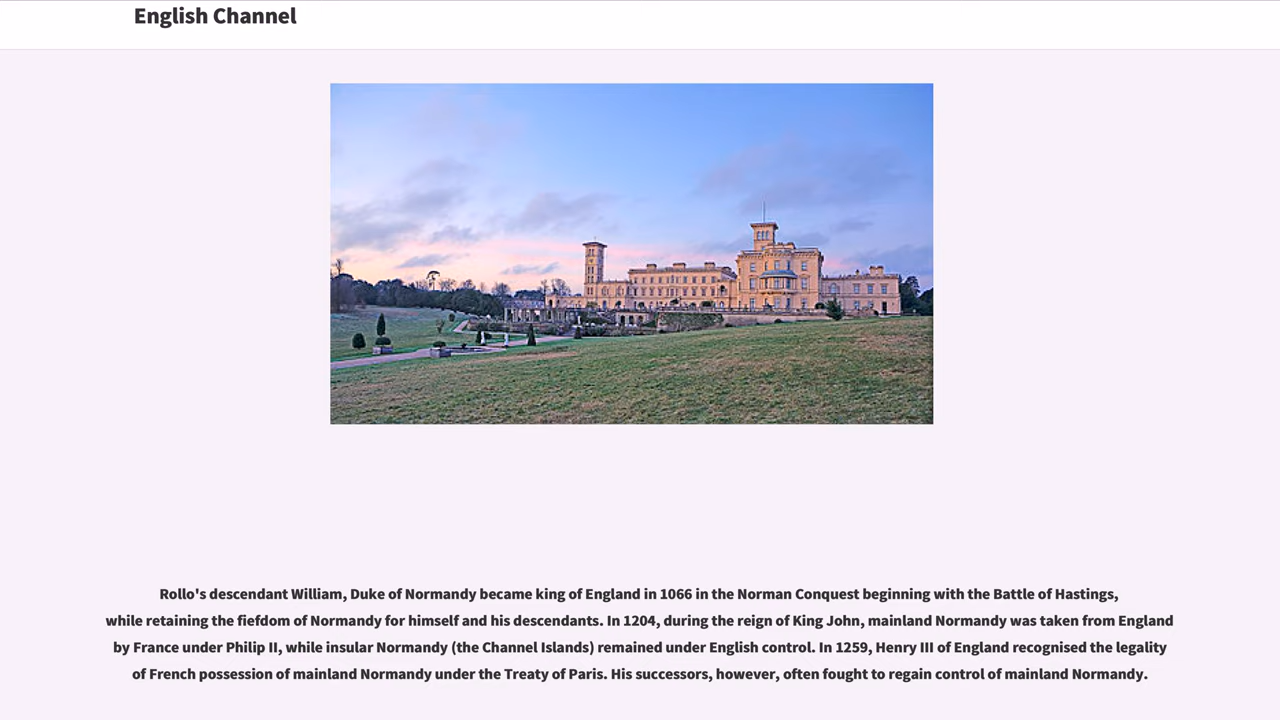 English Channel
Rollo's descendant William, Duke of Normandy became king of England in 1066 in the Norman Conquest beginning with the Battle of Hastings,
while retaining the fiefdom of Normandy for himself and his descendants. In 1204, during the reign of King John, mainland Normandy was taken from England
by France under Philip II, while insular Normandy (the Channel Islands) remained under English control. In 1259, Henry III of England recognised the legality
of French possession of mainland Normandy under the Treaty of Paris. His successors, however, often fought to regain control of mainland Normandy.